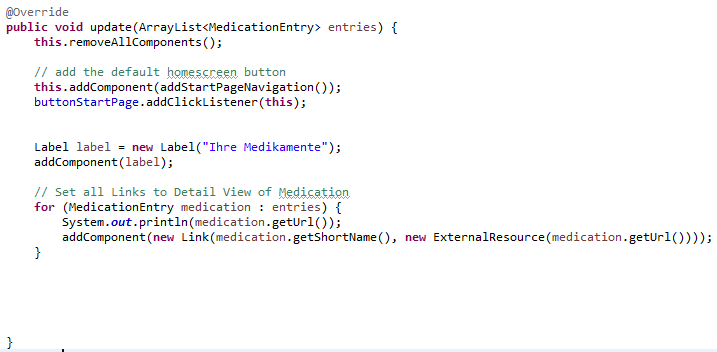 @Override
public void update(ArrayList<MedicationEntry> entries) {
    this.removeAllComponents();

    // add the default homescreen button
    this.addComponent(addStartPageNavigation());
    buttonStartPage.addClickListener(this);


    Label label = new Label("Ihre Medikamente");
    addComponent(label);

    // Set all Links to Detail View of Medication
    for (MedicationEntry medication : entries) {
        System.out.println(medication.getUrl());
        addComponent(new Link(medication.getShortName(), new ExternalResource(medication.getUrl())));
    }





}